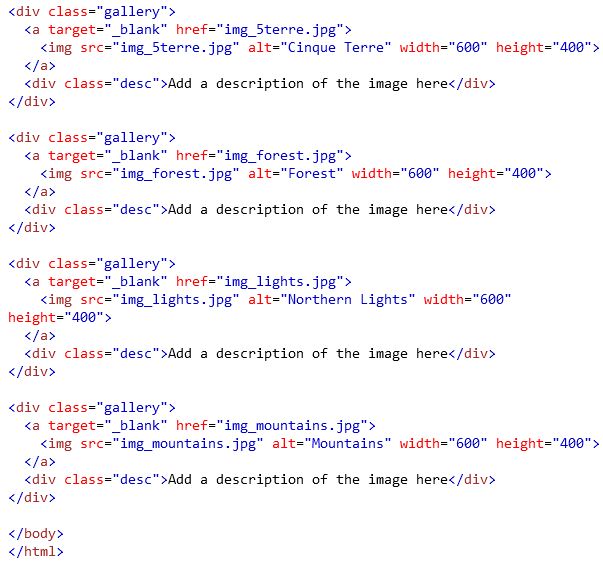 <div class="gallery">
  <a target="_blank" href="img_5terre.jpg">
    <img src="img_5terre.jpg" alt="Cinque Terre" width="600" height="400">
  </a>
  <div class="desc">Add a description of the image here</div>
</div>

<div class="gallery">
  <a target="_blank" href="img_forest.jpg">
    <img src="img_forest.jpg" alt="Forest" width="600" height="400">
  </a>
  <div class="desc">Add a description of the image here</div>
</div>

<div class="gallery">
  <a target="_blank" href="img_lights.jpg">
    <img src="img_lights.jpg" alt="Northern Lights" width="600"
height="400">
  </a>
  <div class="desc">Add a description of the image here</div>
</div>

<div class="gallery">
  <a target="_blank" href="img_mountains.jpg">
    <img src="img_mountains.jpg" alt="Mountains" width="600" height="400">
  </a>
  <div class="desc">Add a description of the image here</div>
</div>

</body>
</html>